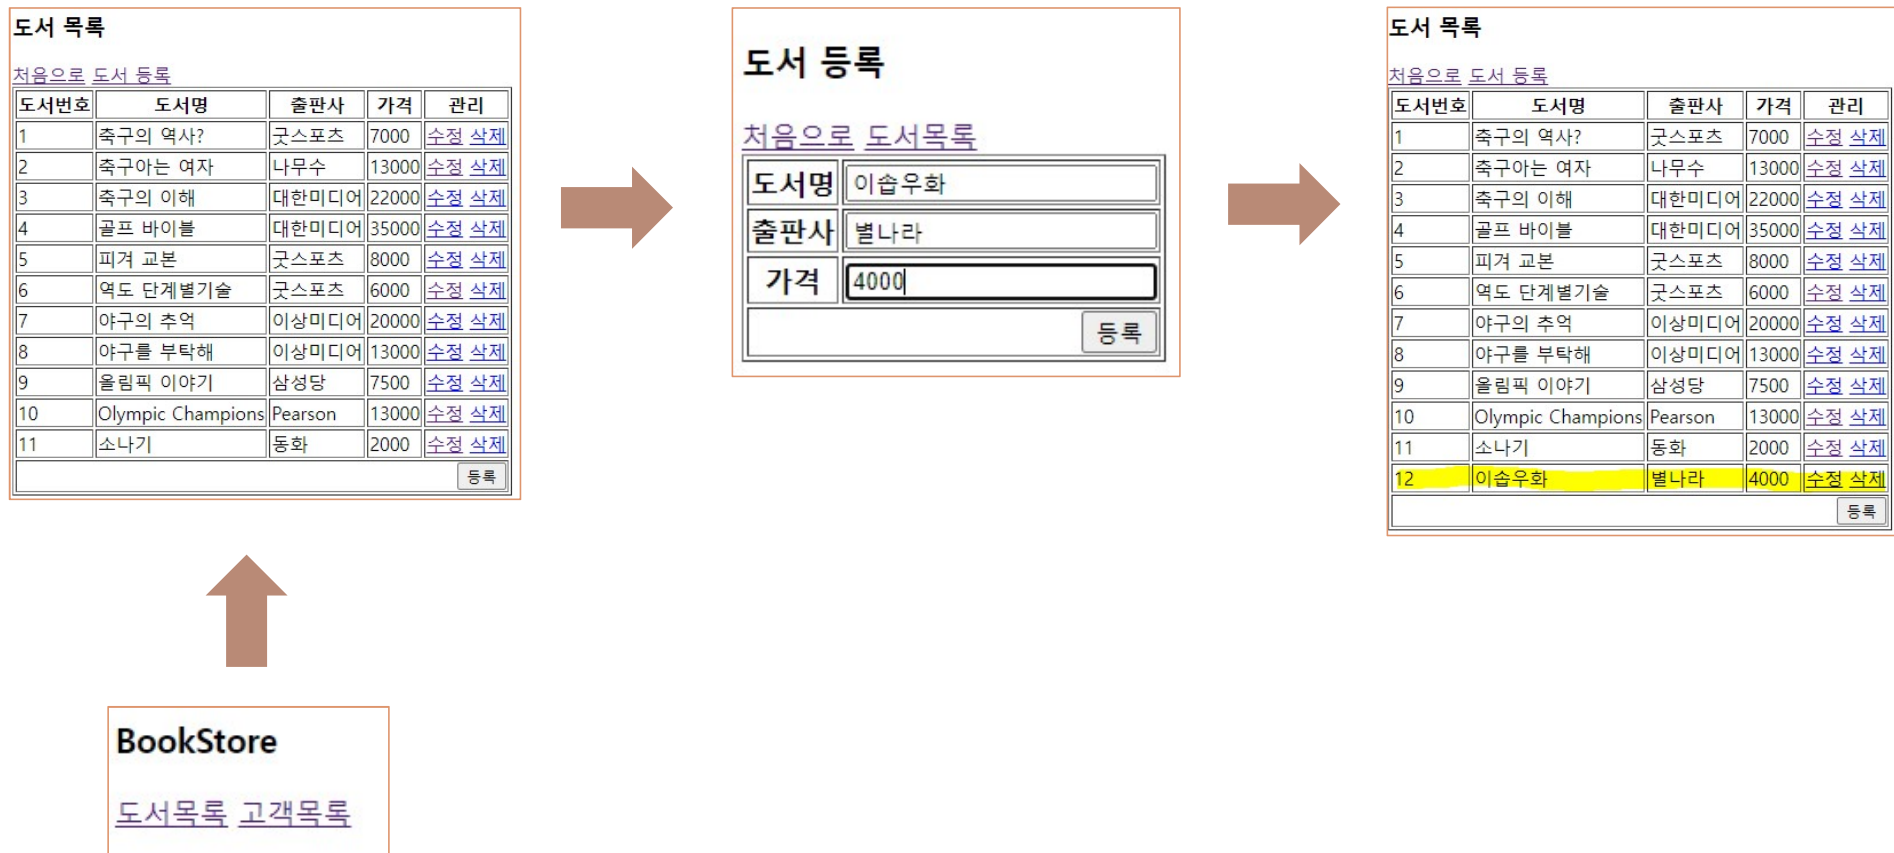 도서 목록
처음으로 도서 등록
도서번호 도서명 출판사 가격 관리
1 축구의 역사? 굿스포츠 7000 수정 삭제
2 축구아는 여자 나무수 13000 수정 삭제
3 축구의 이해 대한미디어 22000 수정 삭제
4 골프 바이블 대한미디어 35000 수정 삭제
5 피겨 교본 굿스포츠 8000 수정 삭제
6 역도 단계별기술 굿스포츠 6000 수정 삭제
7 야구의 추억 이상미디어 20000 수정 삭제
8 야구를 부탁해 이상미디어 13000 수정 삭제
9 올림픽 이야기 삼성당 7500 수정 삭제
10 Olympic Champions Pearson 13000 수정 삭제
11 소나기 동화 2000 수정 삭제
등록
도서 등록
처음으로 도서목록
도서명 이솝우화
출판사 별나라
가격 4000
등록
도서 목록
처음으로 도서 등록
도서번호 도서명 출판사 가격 관리
1 축구의 역사? 굿스포츠 7000 수정 삭제
2 축구아는 여자 나무수 13000 수정 삭제
3 축구의 이해 대한미디어 22000 수정 삭제
4 골프 바이블 대한미디어 35000 수정 삭제
5 피겨 교본 굿스포츠 8000 수정 삭제
6 역도 단계별기술 굿스포츠 6000 수정 삭제
7 야구의 추억 이상미디어 20000 수정 삭제
8 야구를 부탁해 이상미디어 13000 수정 삭제
9 올림픽 이야기 삼성당 7500 수정 삭제
10 Olympic Champions Pearson 13000 수정 삭제
11 소나기 동화 2000 수정 삭제
12 이솝우화 별나라 4000 수정 삭제
등록
BookStore
도서목록 고객목록